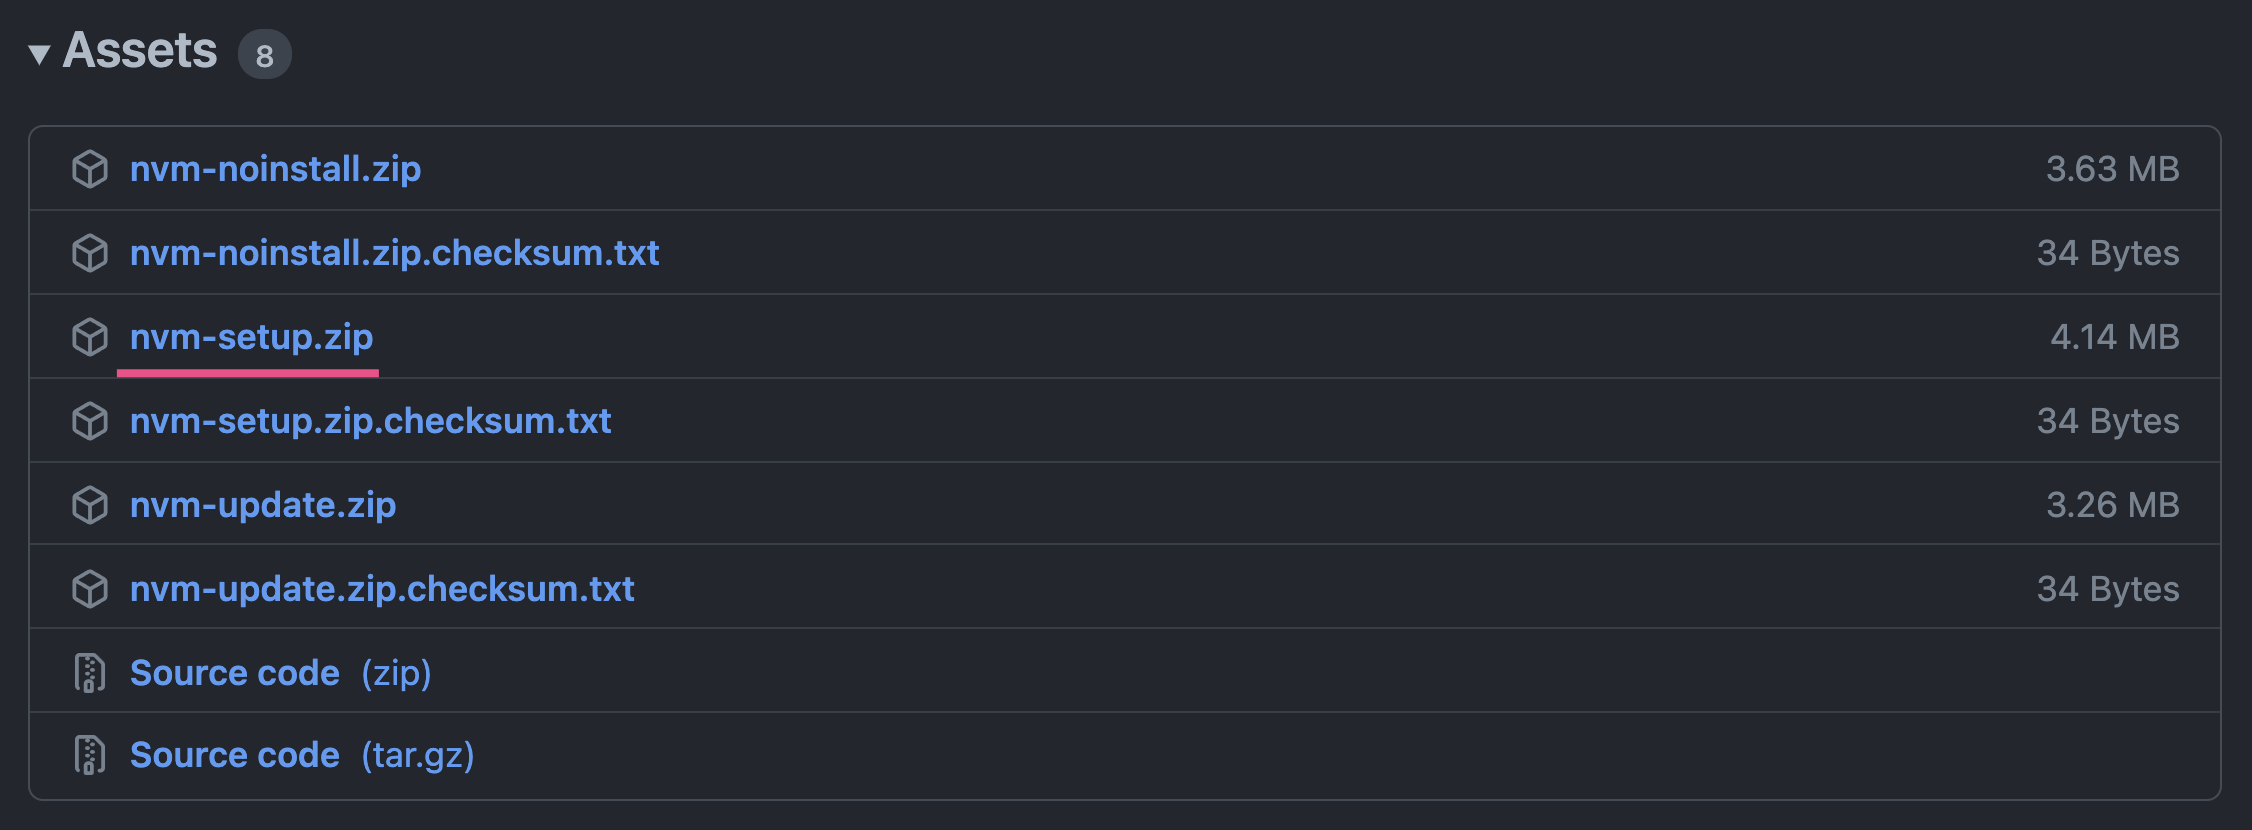 Assets 8
nvm-noinstall.zip 3.63 MB
nvm-noinstall.zip.checksum.txt 34 Bytes
nvm-setup.zip 4.14 MB
nvm-setup.zip.checksum.txt 34 Bytes
nvm-update.zip 3.26 MB
nvm-update.zip.checksum.txt 34 Bytes
Source code (zip)
Source code (tar.gz)